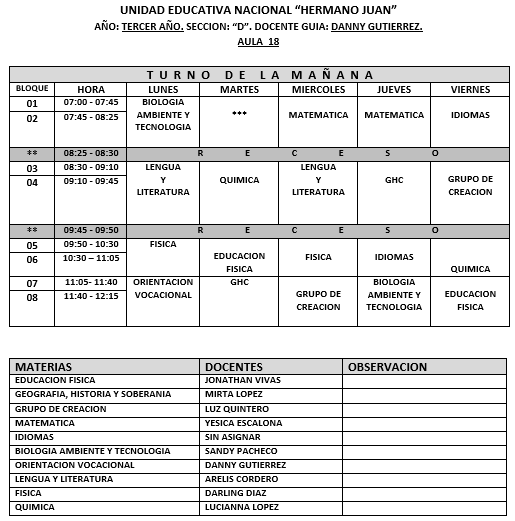 UNIDAD EDUCATIVA NACIONAL “HERMANO JUAN”
AÑO: TERCER AÑO. SECCION: “D”. DOCENTE GUIA: DANNY GUTIERREZ.
AULA 18
TURNO DE LA MAÑANA
BLOQUE HORA LUNES MARTES MIERCOLES JUEVES VIERNES
01 07:00 - 07:45 BIOLOGIA
02 07:45 - 08:25 AMBIENTE Y *** MATEMATICA MATEMATICA IDIOMAS
TECNOLOGIA
** 08:25 - 08:30 R E C E S O
03 08:30 - 09:10 LENGUA LENGUA
04 09:10 - 09:45 Y QUIMICA Y GHC GRUPO DE
LITERATURA LITERATURA CREACION
** 09:45 - 09:50 R E C E S O
05 09:50 - 10:30 FISICA
06 10:30 – 11:05 EDUCACION FISICA IDIOMAS
FISICA QUIMICA
07 11:05- 11:40 ORIENTACION GHC BIOLOGIA
08 11:40 - 12:15 VOCACIONAL GRUPO DE AMBIENTE Y EDUCACION
CREACION TECNOLOGIA FISICA
MATERIAS DOCENTES OBSERVACION
EDUCACION FISICA JONATHAN VIVAS
GEOGRAFIA, HISTORIA Y SOBERANIA MIRTA LOPEZ
GRUPO DE CREACION LUZ QUINTERO
MATEMATICA YESICA ESCALONA
IDIOMAS SIN ASIGNAR
BIOLOGIA AMBIENTE Y TECNOLOGIA SANDY PACHECO
ORIENTACION VOCACIONAL DANNY GUTIERREZ
LENGUA Y LITERATURA ARELIS CORDERO
FISICA DARLING DIAZ
QUIMICA LUCIANNA LOPEZ